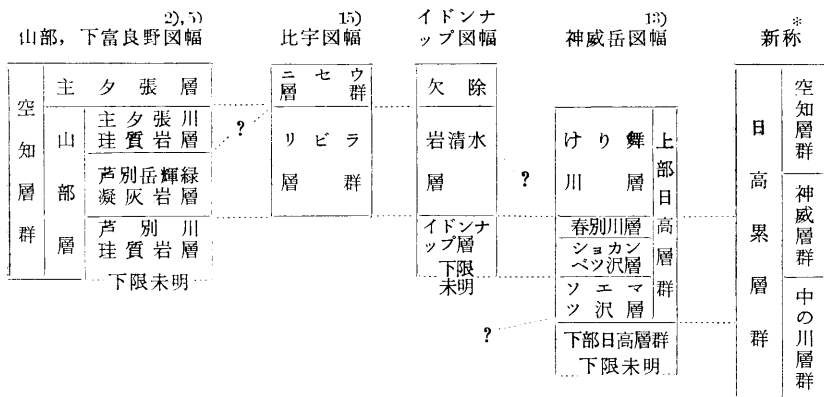 2),5)
山部，下富良野図幅
空知層群
主夕張層
山部層
主夕張川
珪質岩層
芦別岳輝緑
凝灰岩層
芦別川
珪質岩層
下限未明
?
15)
比宇図幅
ニセウ
層群
リビラ
層群
イドンナ
ップ図幅
欠除
岩清水
層
イドンナ
ップ層
下限
未明
?
?
13)
神威岳図幅
けり舞
川層
春別川層
ショカン
ベツ沢層
ソエマ
ツ沢層
上部日高層群
下部日高層群
下限未明
*
新称
日高累層群
空知層群
神威層群
中の川層群